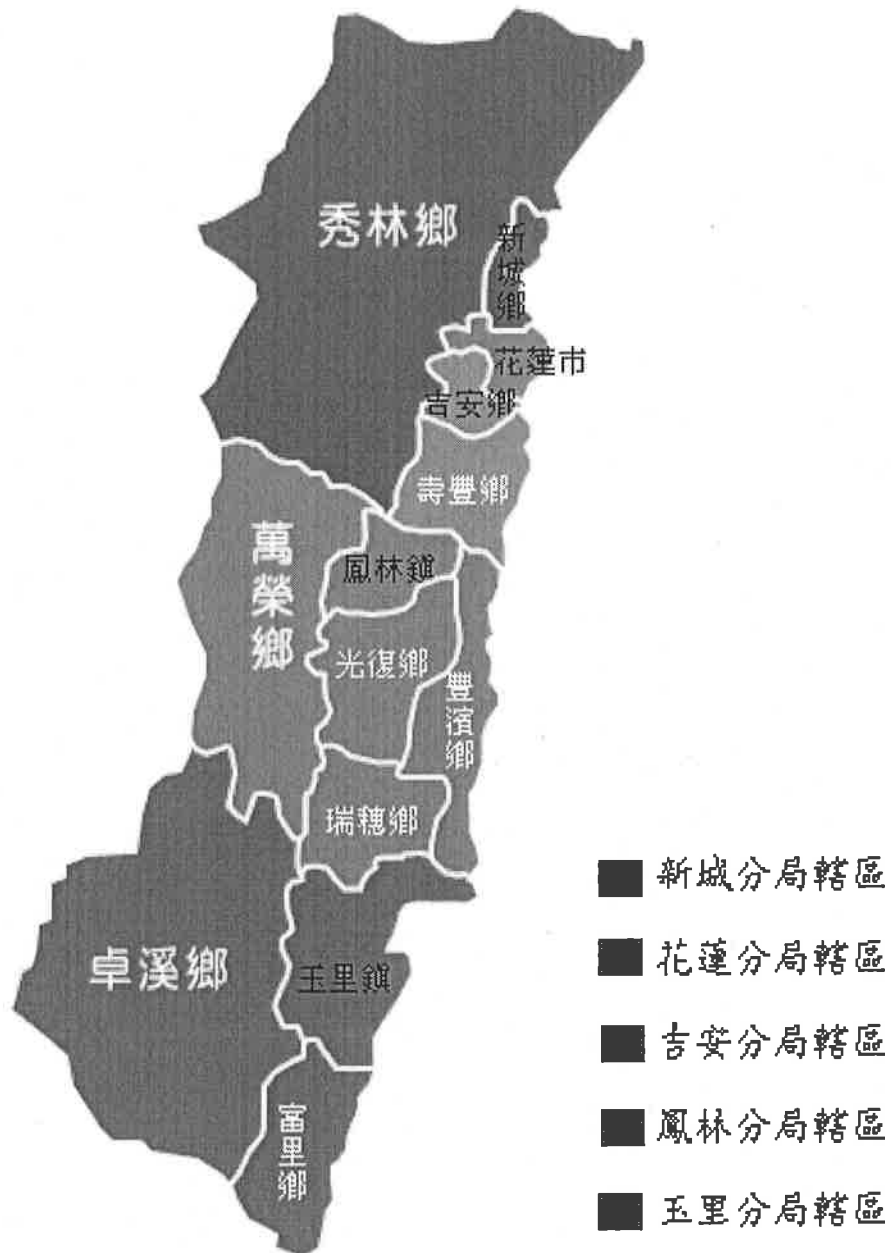 秀林鄉
新城鄉
花蓮市
吉安鄉
壽豐鄉
萬榮鄉
鳳林鎮
光復鄉
豐濱鄉
瑞穗鄉
卓溪鄉
玉里鎮
富里鄉
新城分局轄區
花蓮分局轄區
吉安分局轄區
鳳林分局轄區
玉里分局轄區